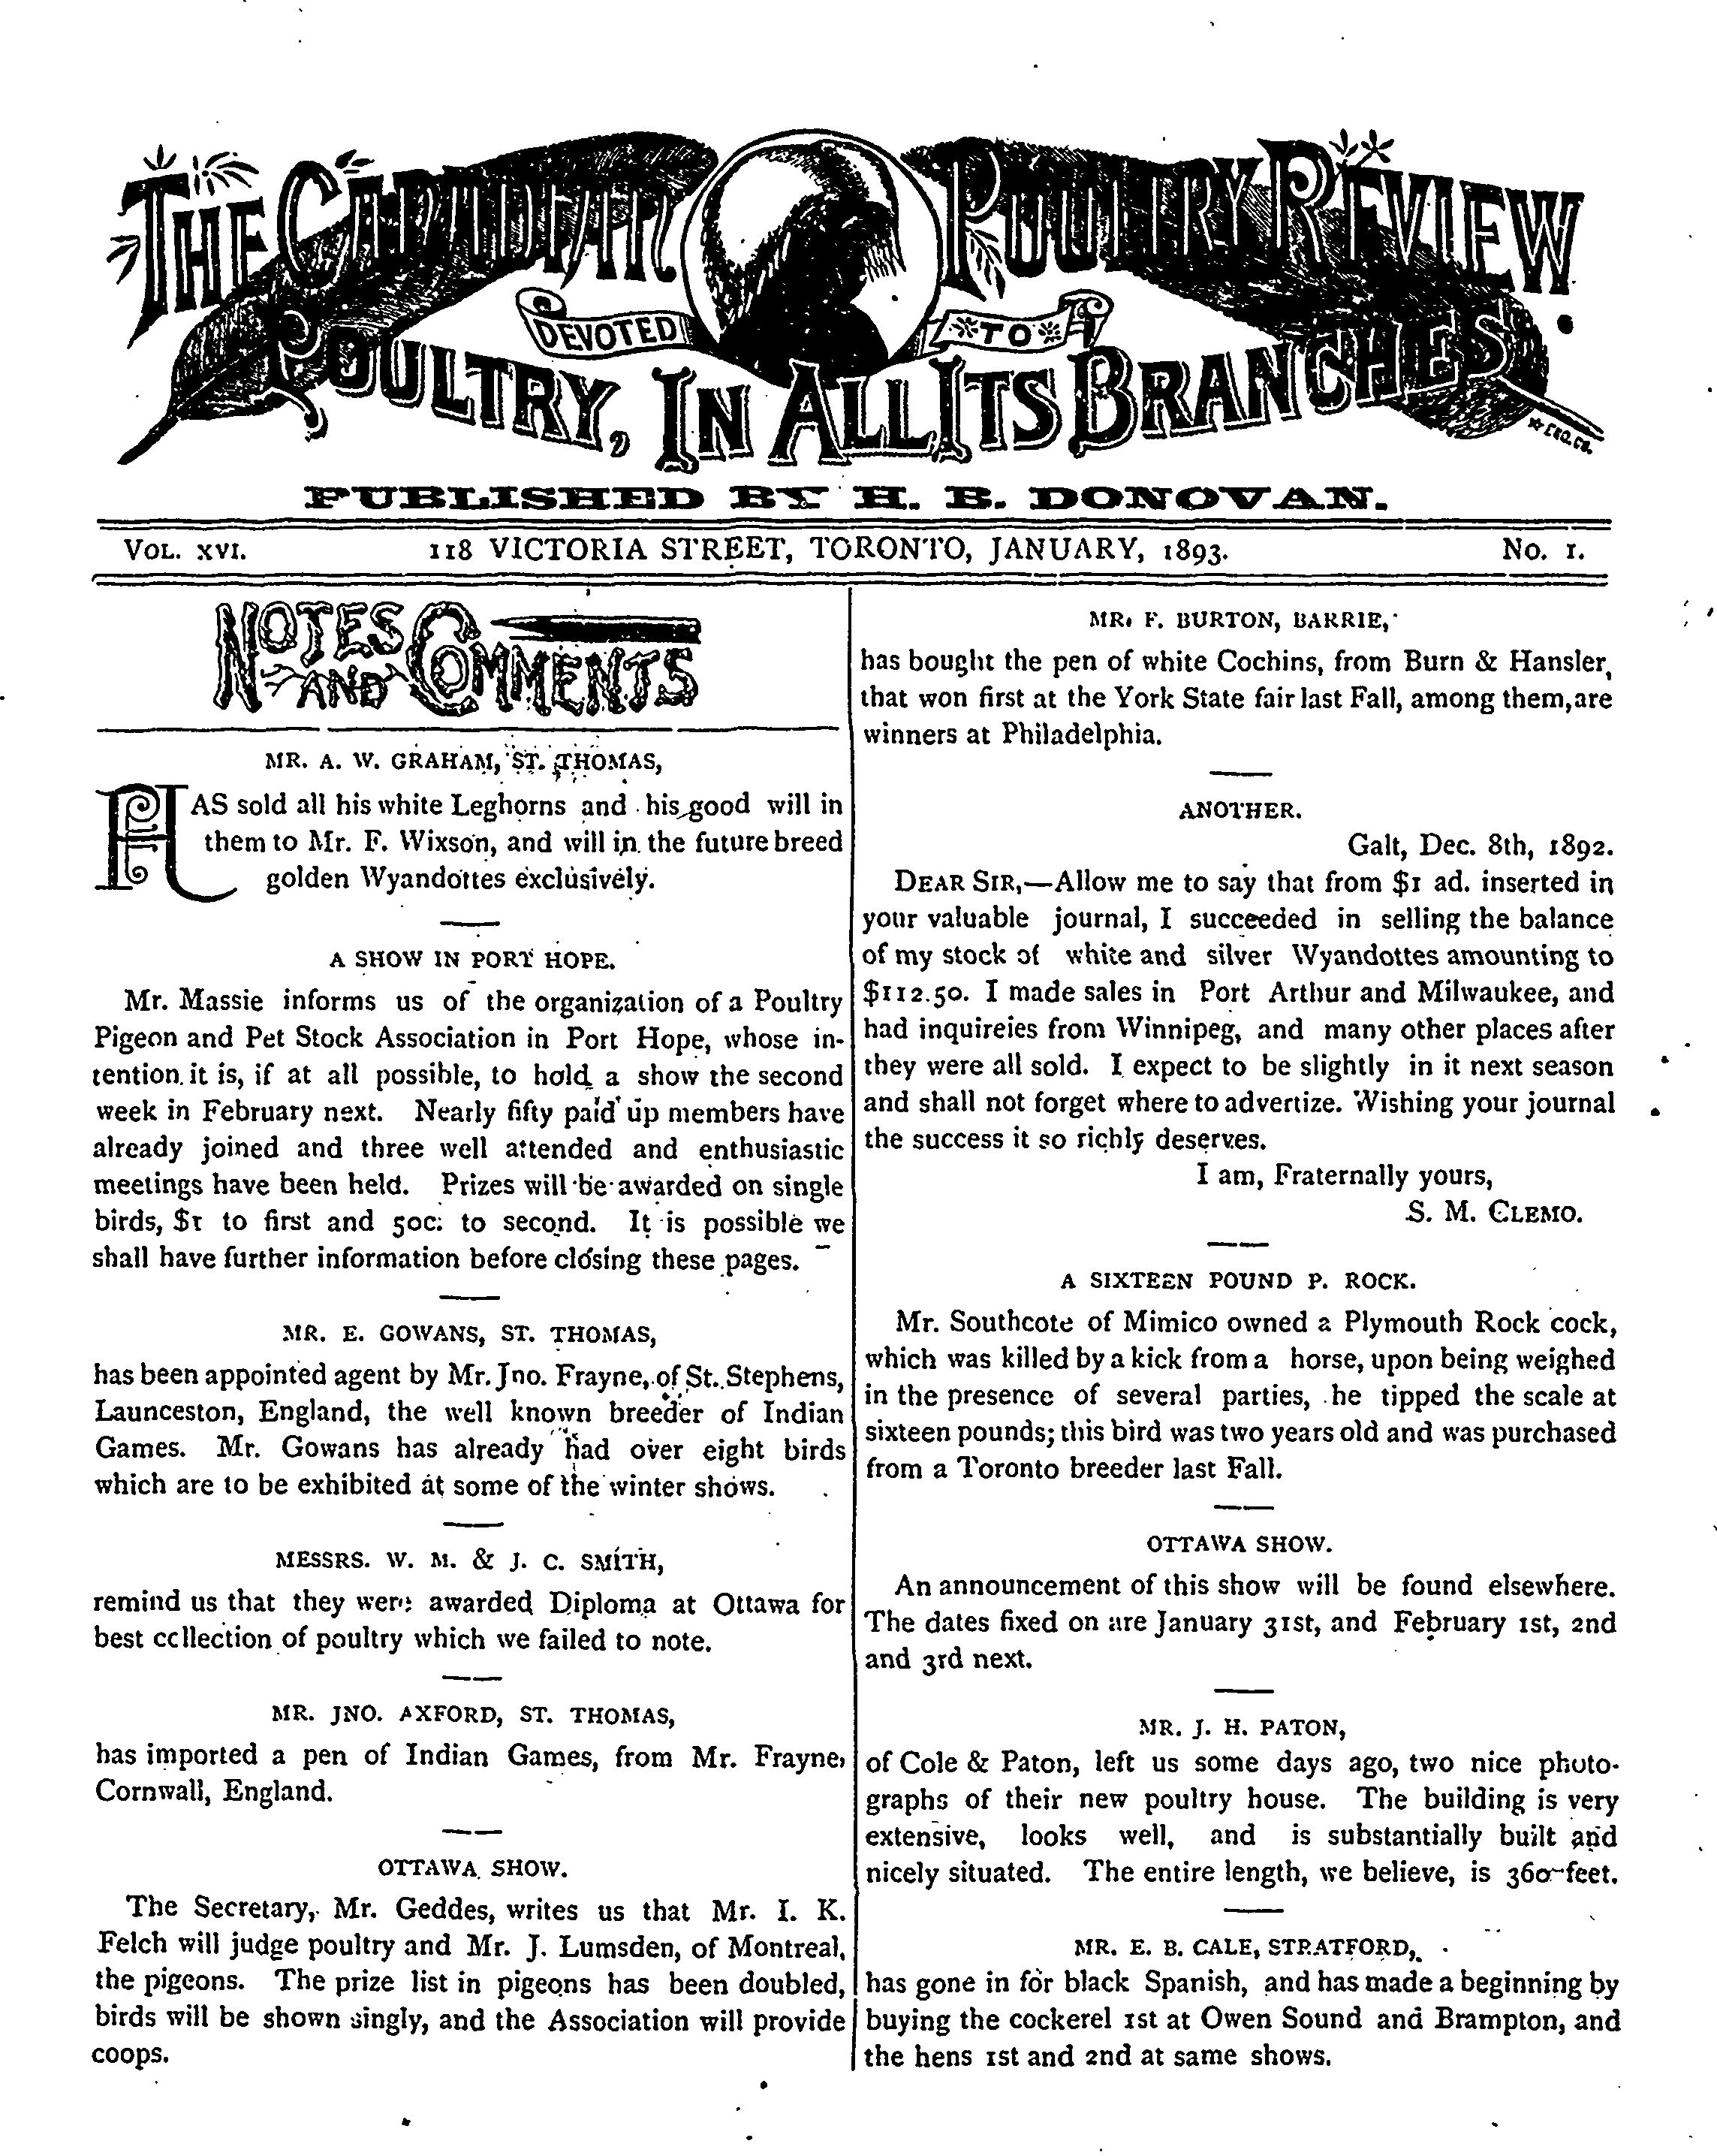 THE CANADIAN POULTRY REVIEW
DEVOTED TO
POULTRY, IN ALL ITS BRANCHES.
ENG. CO.
PUBLISHED BY H. B. DONOVAN.
VOL. XVI. 118 VICTORIA STREET, TORONTO, JANUARY, 1893. No. 1.
NOTES AND COMMENTS
MR. A. W. GRAHAM, ST. THOMAS,
HAS sold all his white Leghorns and his good will in
them to Mr. F. Wixson, and will in the future breed
golden Wyandottes exclusively.
A SHOW IN PORT HOPE.
Mr. Massie informs us of the organization of a Poultry
Pigeon and Pet Stock Association in Port Hope, whose in-
tention it is, if at all possible, to hold a show the second
week in February next. Nearly fifty paid up members have
already joined and three well attended and enthusiastic
meetings have been held. Prizes will be awarded on single
birds, $1 to first and 50c. to second. It is possible we
shall have further information before closing these pages.
MR. E. GOWANS, ST. THOMAS,
has been appointed agent by Mr. Jno. Frayne, of St. Stephens,
Launceston, England, the well known breeder of Indian
Games. Mr. Gowans has already had over eight birds
which are to be exhibited at some of the winter shows.
MESSRS. W. M. & J. C. SMITH,
remind us that they were awarded Diploma at Ottawa for
best collection of poultry which we failed to note.
MR. JNO. AXFORD, ST. THOMAS,
has imported a pen of Indian Games, from Mr. Frayne,
Cornwall, England.
OTTAWA SHOW.
The Secretary, Mr. Geddes, writes us that Mr. I. K.
Felch will judge poultry and Mr. J. Lumsden, of Montreal,
the pigeons. The prize list in pigeons has been doubled,
birds will be shown singly, and the Association will provide
coops.
MR. F. BURTON, BARRIE,
has bought the pen of white Cochins, from Burn & Hansler,
that won first at the York State fair last Fall, among them, are
winners at Philadelphia.
ANOTHER.
Galt, Dec. 8th, 1892.
DEAR SIR,—Allow me to say that from $1 ad. inserted in
your valuable journal, I succeeded in selling the balance
of my stock of white and silver Wyandottes amounting to
$112.50. I made sales in Port Arthur and Milwaukee, and
had inquireies from Winnipeg, and many other places after
they were all sold. I expect to be slightly in it next season
and shall not forget where to advertize. Wishing your journal
the success it so richly deserves.
I am, Fraternally yours,
S. M. CLEMO.
A SIXTEEN POUND P. ROCK.
Mr. Southcote of Mimico owned a Plymouth Rock cock,
which was killed by a kick from a horse, upon being weighed
in the presence of several parties, he tipped the scale at
sixteen pounds; this bird was two years old and was purchased
from a Toronto breeder last Fall.
OTTAWA SHOW.
An announcement of this show will be found elsewhere.
The dates fixed on are January 31st, and February 1st, 2nd
and 3rd next.
MR. J. H. PATON,
of Cole & Paton, left us some days ago, two nice photo-
graphs of their new poultry house. The building is very
extensive, looks well, and is substantially built and
nicely situated. The entire length, we believe, is 360 feet.
MR. E. B. CALE, STRATFORD,
has gone in for black Spanish, and has made a beginning by
buying the cockerel 1st at Owen Sound and Brampton, and
the hens 1st and 2nd at same shows.